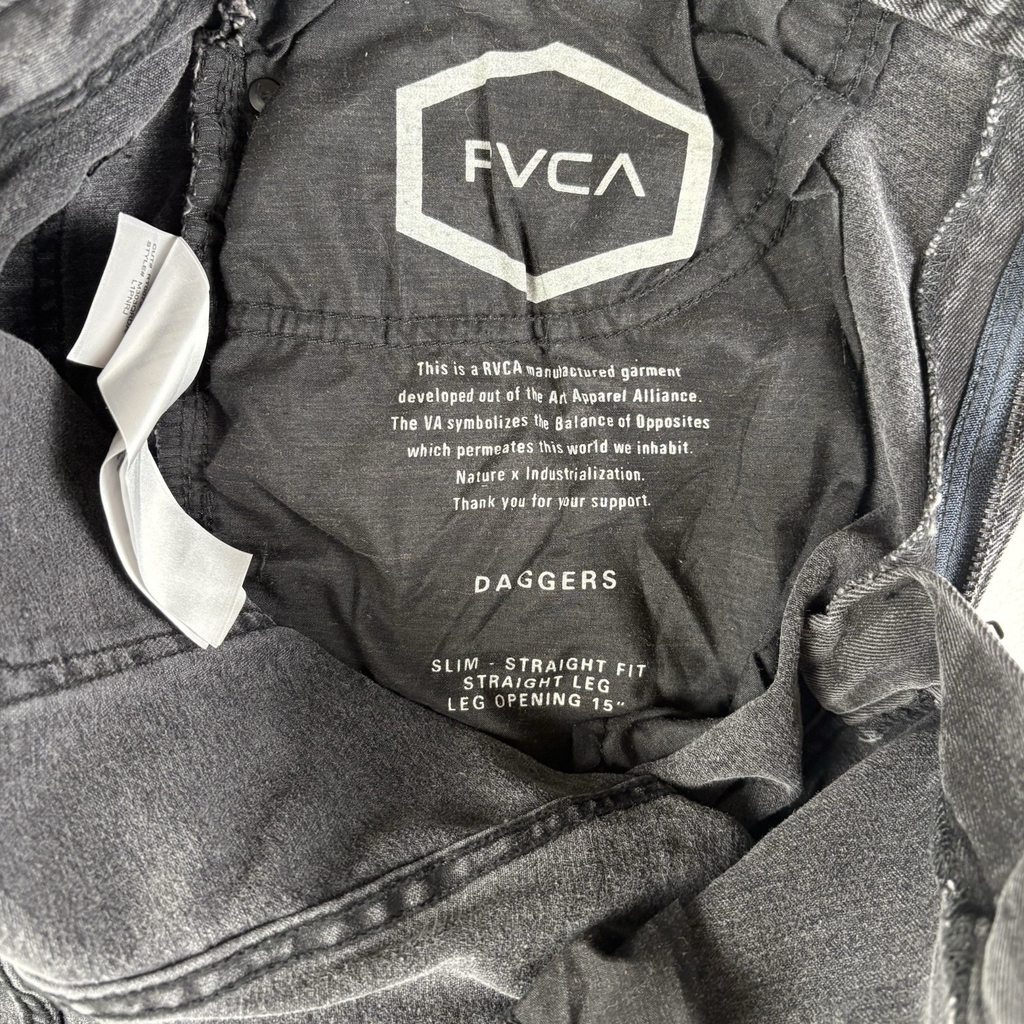 RVCA
This is a RVCA manufactured garment
developed out of the Art Apparel Alliance.
The VA symbolizes the Balance of Opposites
which permeates this world we inhabit.
Nature x Industrialization.
Thank you for your support.
DAGGERS
SLIM - STRAIGHT FIT
STRAIGHT LEG
LEG OPENING 15"
STYLE#